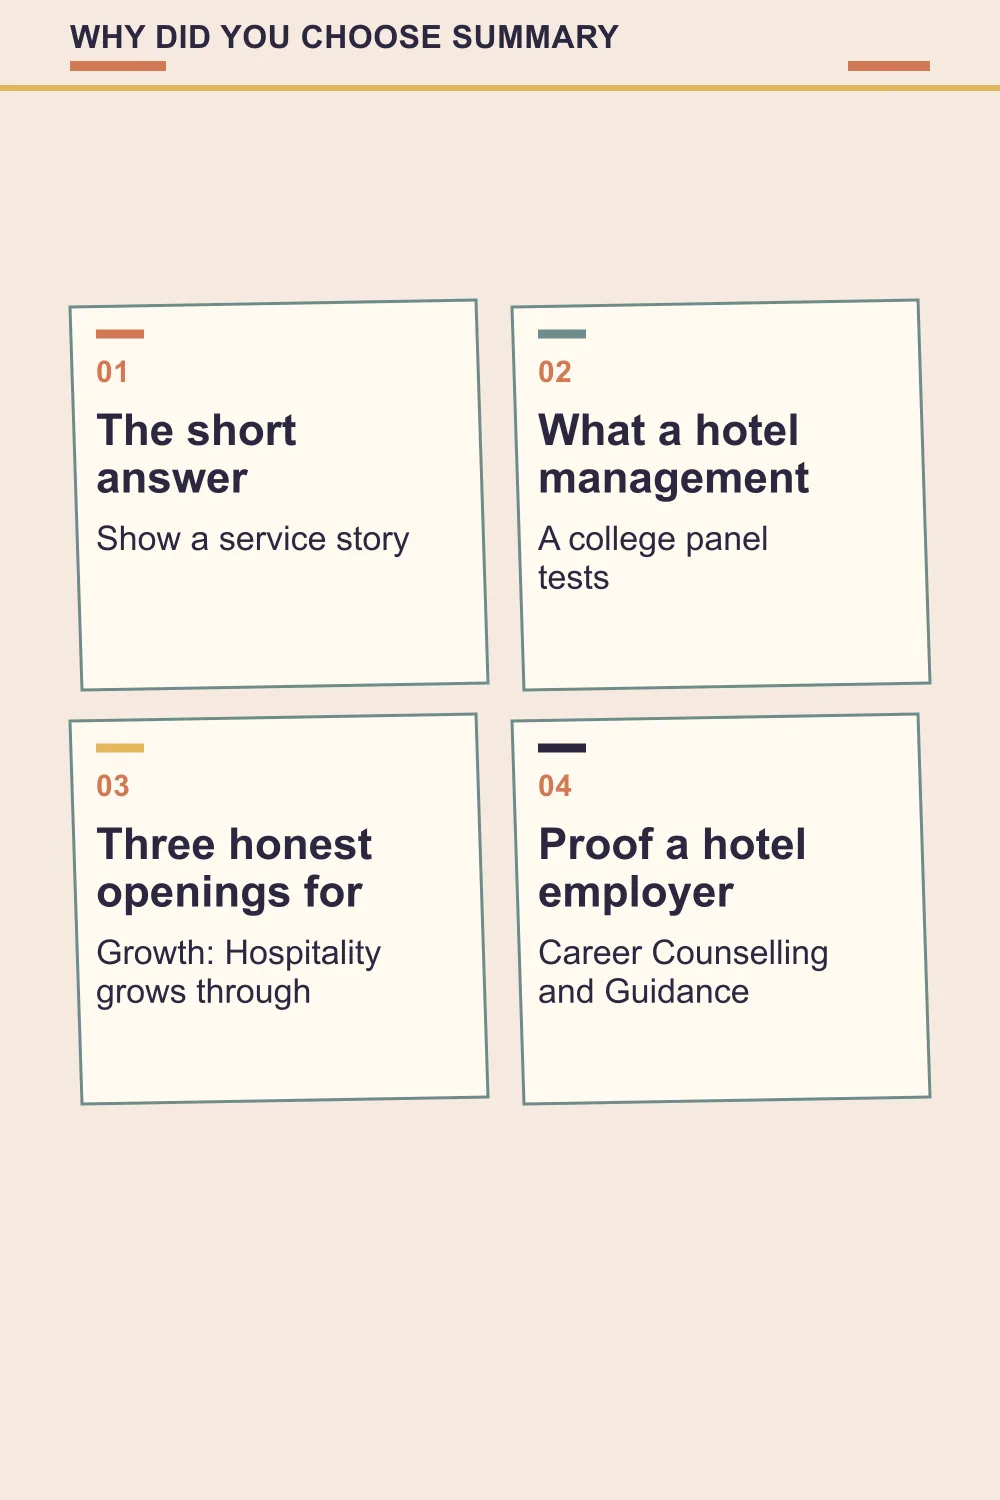 WHY DID YOU CHOOSE SUMMARY
01
The short
answer
Show a service story
02
What a hotel
management
A college panel
tests
03
Three honest
openings for
Growth: Hospitality
grows through
04
Proof a hotel
employer
Career Counselling
and Guidance